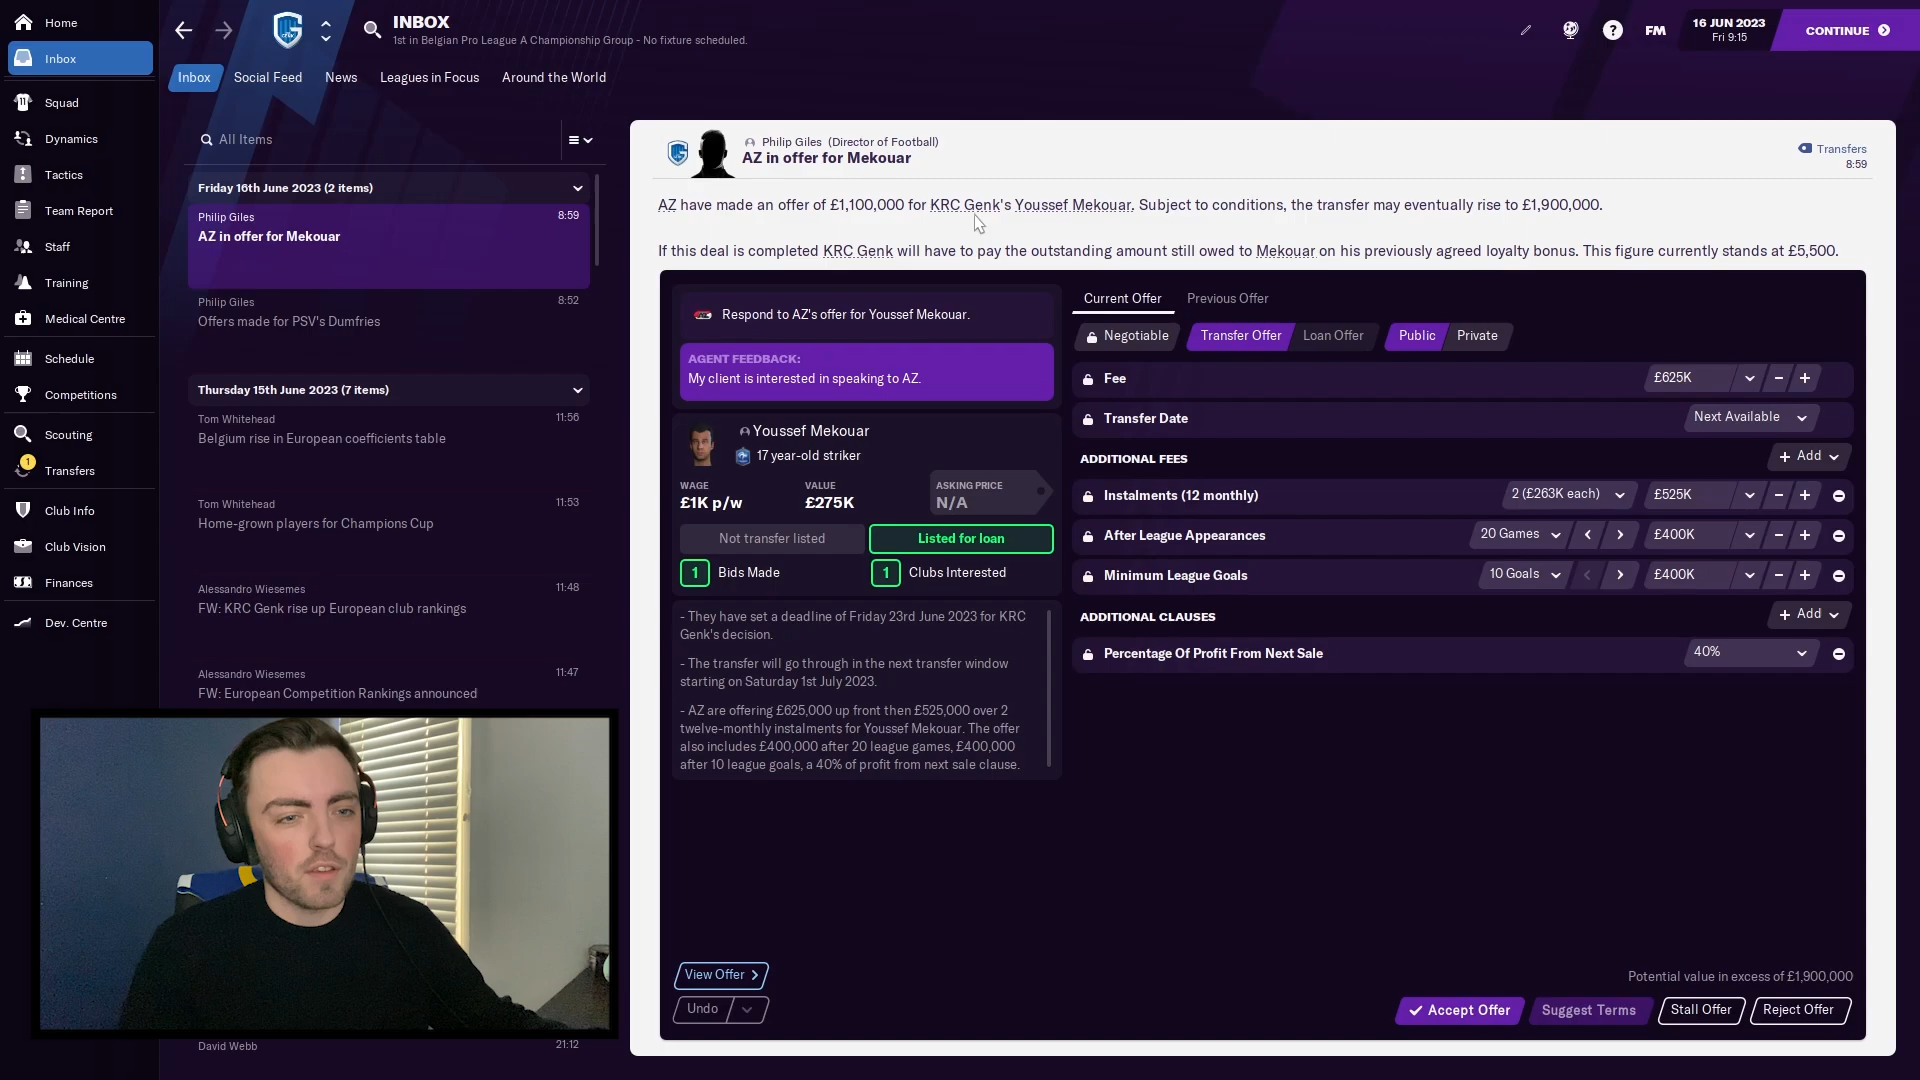 Home
Inbox
Squad
Dynamics
Tactics
Team Report
Staff
Training
Medical Centre
Schedule
Competitions
Scouting
1
Transfers
Club Info
Club Vision
Finances
Dev. Centre
INBOX
1st in Belgian Pro League A Championship Group - No fixture scheduled.
?
FM
16 JUN 2023
Fri 9:15
CONTINUE
Inbox
Social Feed
News
Leagues in Focus
Around the World
All Items
Friday 16th June 2023 (2 items)
Philip Giles
8:59
AZ in offer for Mekouar
Philip Giles
8:52
Offers made for PSV's Dumfries
Thursday 15th June 2023 (7 items)
Tom Whitehead
11:56
Belgium rise in European coefficients table
Tom Whitehead
11:53
Home-grown players for Champions Cup
Alessandro Wiesemes
11:48
FW: KRC Genk rise up European club rankings
Alessandro Wiesemes
11:47
FW: European Competition Rankings announced
David Webb
21:12
Philip Giles (Director of Football)
AZ in offer for Mekouar
Transfers
8:59
AZ have made an offer of £1,100,000 for KRC Genk's Youssef Mekouar. Subject to conditions, the transfer may eventually rise to £1,900,000.
If this deal is completed KRC Genk will have to pay the outstanding amount still owed to Mekouar on his previously agreed loyalty bonus. This figure currently stands at £5,500.
Respond to AZ's offer for Youssef Mekouar.
AGENT FEEDBACK:
My client is interested in speaking to AZ.
Youssef Mekouar
17 year-old striker
WAGE
£1K p/w
VALUE
£275K
ASKING PRICE
N/A
Not transfer listed
Listed for loan
1 Bids Made
1 Clubs Interested
- They have set a deadline of Friday 23rd June 2023 for KRC
Genk's decision.
- The transfer will go through in the next transfer window
starting on Saturday 1st July 2023.
- AZ are offering £625,000 up front then £525,000 over 2
twelve-monthly instalments for Youssef Mekouar. The offer
also includes £400,000 after 20 league games, £400,000
after 10 league goals, a 40% of profit from next sale clause.
Current Offer
Previous Offer
Negotiable
Transfer Offer
Loan Offer
Public
Private
Fee
£625K
Transfer Date
Next Available
ADDITIONAL FEES
+ Add
Instalments (12 monthly)
2 (£263K each)
£525K
After League Appearances
20 Games
£400K
Minimum League Goals
10 Goals
£400K
ADDITIONAL CLAUSES
+ Add
Percentage Of Profit From Next Sale
40%
View Offer
Undo
Potential value in excess of £1,900,000
Accept Offer
Suggest Terms
Stall Offer
Reject Offer